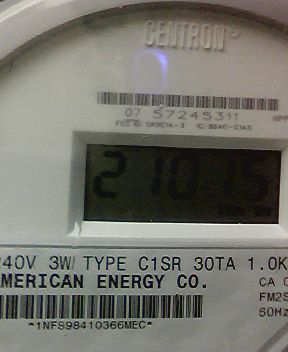 CENTRON
07 57245311
21015
240V 3W TYPE C1SR 30TA 1.0K
AMERICAN ENERGY CO.
CA
FM2S
60Hz
*1NFS98410366MEC*